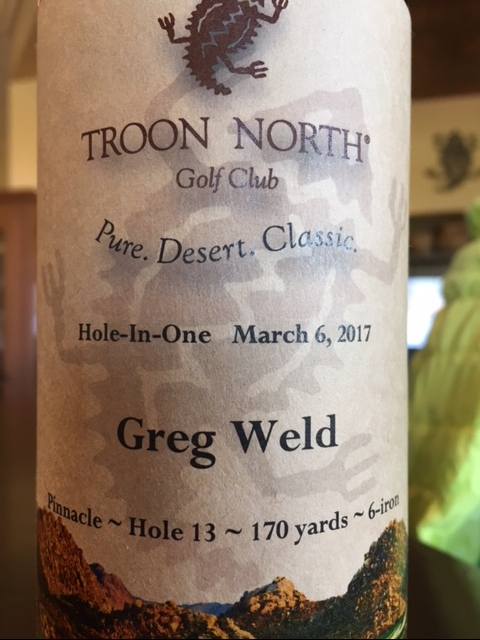 TROON NORTH®
Golf Club
Pure. Desert. Classic.
Hole-In-One March 6, 2017
Greg Weld
Pinnacle ~ Hole 13 ~ 170 yards ~ 6-iron